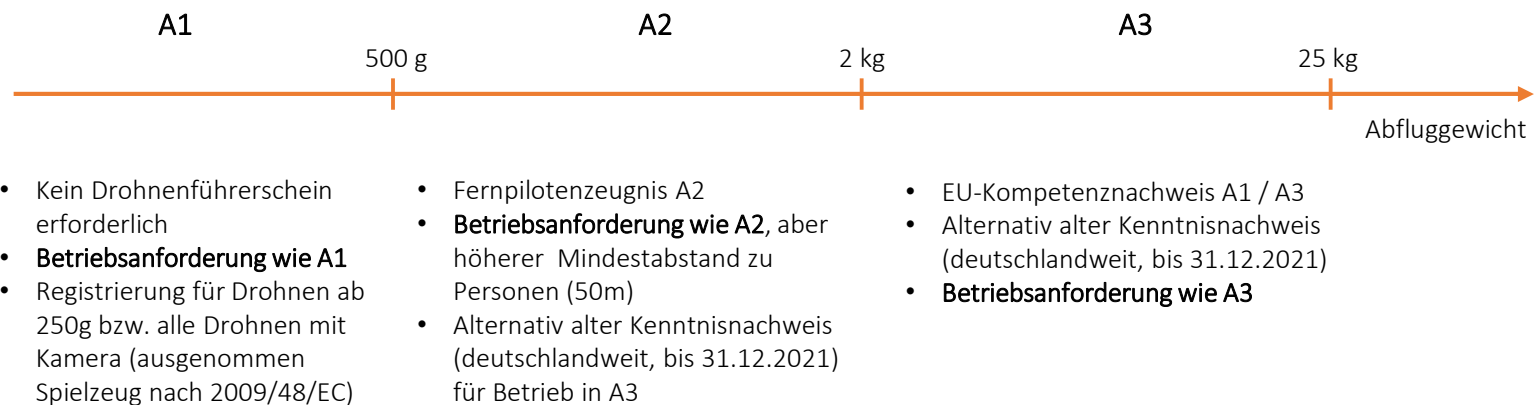 A1
A2
A3
500 g
2 kg
25 kg
Abfluggewicht
• Kein Drohnenführerschein
erforderlich
• Betriebsanforderung wie A1
• Registrierung für Drohnen ab
250g bzw. alle Drohnen mit
Kamera (ausgenommen
Spielzeug nach 2009/48/EC)
• Fernpilotenzeugnis A2
• Betriebsanforderung wie A2, aber
höherer Mindestabstand zu
Personen (50m)
• Alternativ alter Kenntnisnachweis
(deutschlandweit, bis 31.12.2021)
für Betrieb in A3
• EU-Kompetenznachweis A1 / A3
• Alternativ alter Kenntnisnachweis
(deutschlandweit, bis 31.12.2021)
• Betriebsanforderung wie A3